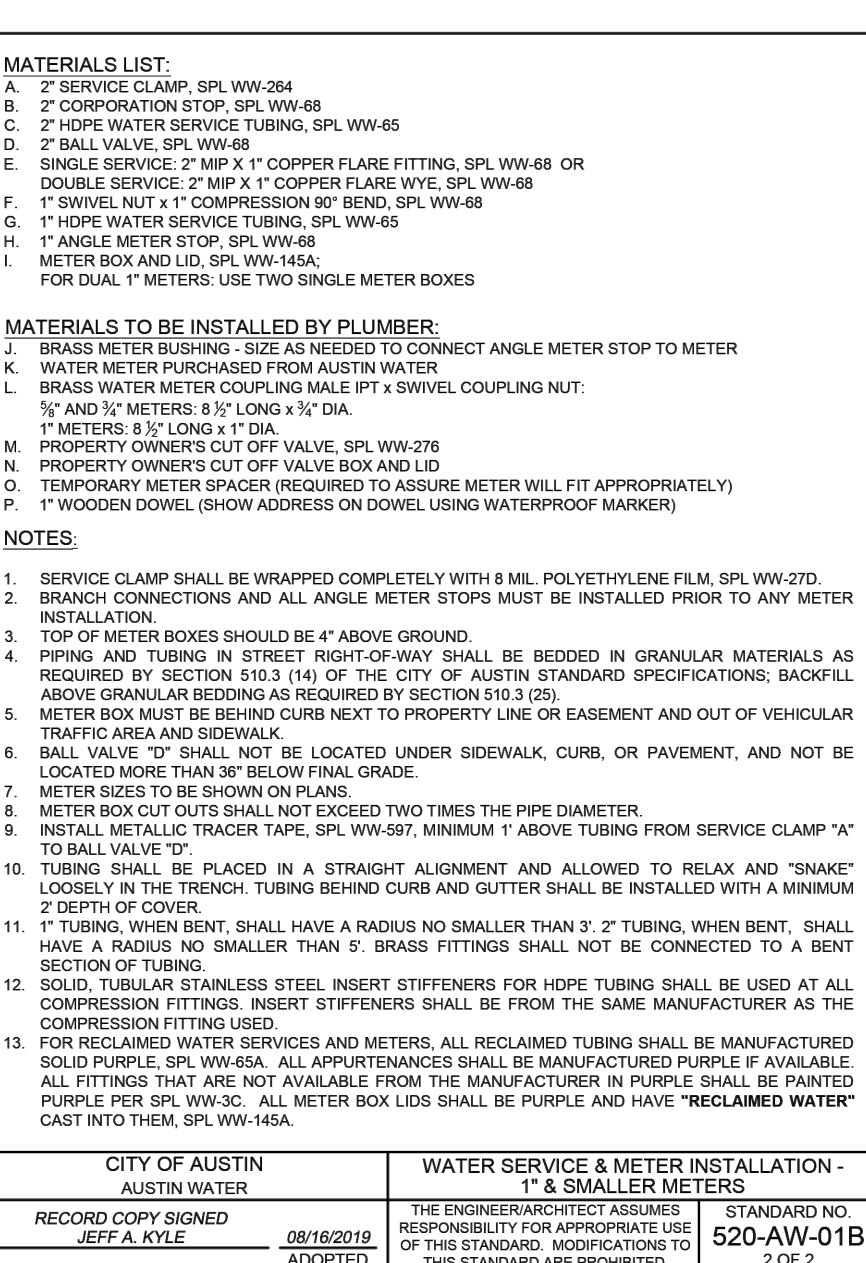 MATERIALS LIST:
A. 2" SERVICE CLAMP, SPL WW-264
B. 2" CORPORATION STOP, SPL WW-68
C. 2" HDPE WATER SERVICE TUBING, SPL WW-65
D. 2" BALL VALVE, SPL WW-68
E. SINGLE SERVICE: 2" MIP X 1" COPPER FLARE FITTING, SPL WW-68 OR
DOUBLE SERVICE: 2" MIP X 1" COPPER FLARE WYE, SPL WW-68
F. 1" SWIVEL NUT x 1" COMPRESSION 90° BEND, SPL WW-68
G. 1" HDPE WATER SERVICE TUBING, SPL WW-65
H. 1" ANGLE METER STOP, SPL WW-68
I. METER BOX AND LID, SPL WW-145A;
FOR DUAL 1" METERS: USE TWO SINGLE METER BOXES
MATERIALS TO BE INSTALLED BY PLUMBER:
J. BRASS METER BUSHING - SIZE AS NEEDED TO CONNECT ANGLE METER STOP TO METER
K. WATER METER PURCHASED FROM AUSTIN WATER
L. BRASS WATER METER COUPLING MALE IPT x SWIVEL COUPLING NUT:
⅝" AND ¾" METERS: 8 ½" LONG x ¾" DIA.
1" METERS: 8 ½" LONG x 1" DIA.
M. PROPERTY OWNER'S CUT OFF VALVE, SPL WW-276
N. PROPERTY OWNER'S CUT OFF VALVE BOX AND LID
O. TEMPORARY METER SPACER (REQUIRED TO ASSURE METER WILL FIT APPROPRIATELY)
P. 1" WOODEN DOWEL (SHOW ADDRESS ON DOWEL USING WATERPROOF MARKER)
NOTES:
1. SERVICE CLAMP SHALL BE WRAPPED COMPLETELY WITH 8 MIL. POLYETHYLENE FILM, SPL WW-27D.
2. BRANCH CONNECTIONS AND ALL ANGLE METER STOPS MUST BE INSTALLED PRIOR TO ANY METER
INSTALLATION.
3. TOP OF METER BOXES SHOULD BE 4" ABOVE GROUND.
4. PIPING AND TUBING IN STREET RIGHT-OF-WAY SHALL BE BEDDED IN GRANULAR MATERIALS AS
REQUIRED BY SECTION 510.3 (14) OF THE CITY OF AUSTIN STANDARD SPECIFICATIONS; BACKFILL
ABOVE GRANULAR BEDDING AS REQUIRED BY SECTION 510.3 (25).
5. METER BOX MUST BE BEHIND CURB NEXT TO PROPERTY LINE OR EASEMENT AND OUT OF VEHICULAR
TRAFFIC AREA AND SIDEWALK.
6. BALL VALVE "D" SHALL NOT BE LOCATED UNDER SIDEWALK, CURB, OR PAVEMENT, AND NOT BE
LOCATED MORE THAN 36" BELOW FINAL GRADE.
7. METER SIZES TO BE SHOWN ON PLANS.
8. METER BOX CUT OUTS SHALL NOT EXCEED TWO TIMES THE PIPE DIAMETER.
9. INSTALL METALLIC TRACER TAPE, SPL WW-597, MINIMUM 1' ABOVE TUBING FROM SERVICE CLAMP "A"
TO BALL VALVE "D".
10. TUBING SHALL BE PLACED IN A STRAIGHT ALIGNMENT AND ALLOWED TO RELAX AND "SNAKE"
LOOSELY IN THE TRENCH. TUBING BEHIND CURB AND GUTTER SHALL BE INSTALLED WITH A MINIMUM
2' DEPTH OF COVER.
11. 1" TUBING, WHEN BENT, SHALL HAVE A RADIUS NO SMALLER THAN 3'. 2" TUBING, WHEN BENT, SHALL
HAVE A RADIUS NO SMALLER THAN 5'. BRASS FITTINGS SHALL NOT BE CONNECTED TO A BENT
SECTION OF TUBING.
12. SOLID, TUBULAR STAINLESS STEEL INSERT STIFFENERS FOR HDPE TUBING SHALL BE USED AT ALL
COMPRESSION FITTINGS. INSERT STIFFENERS SHALL BE FROM THE SAME MANUFACTURER AS THE
COMPRESSION FITTING USED.
13. FOR RECLAIMED WATER SERVICES AND METERS, ALL RECLAIMED TUBING SHALL BE MANUFACTURED
SOLID PURPLE, SPL WW-65A. ALL APPURTENANCES SHALL BE MANUFACTURED PURPLE IF AVAILABLE.
ALL FITTINGS THAT ARE NOT AVAILABLE FROM THE MANUFACTURER IN PURPLE SHALL BE PAINTED
PURPLE PER SPL WW-3C. ALL METER BOX LIDS SHALL BE PURPLE AND HAVE "RECLAIMED WATER"
CAST INTO THEM, SPL WW-145A.
CITY OF AUSTIN
AUSTIN WATER
RECORD COPY SIGNED
JEFF A. KYLE
08/16/2019
ADOPTED
WATER SERVICE & METER INSTALLATION -
1" & SMALLER METERS
THE ENGINEER/ARCHITECT ASSUMES
RESPONSIBILITY FOR APPROPRIATE USE
OF THIS STANDARD. MODIFICATIONS TO
THIS STANDARD ARE PROHIBITED
STANDARD NO.
520-AW-01B
2 OF 2